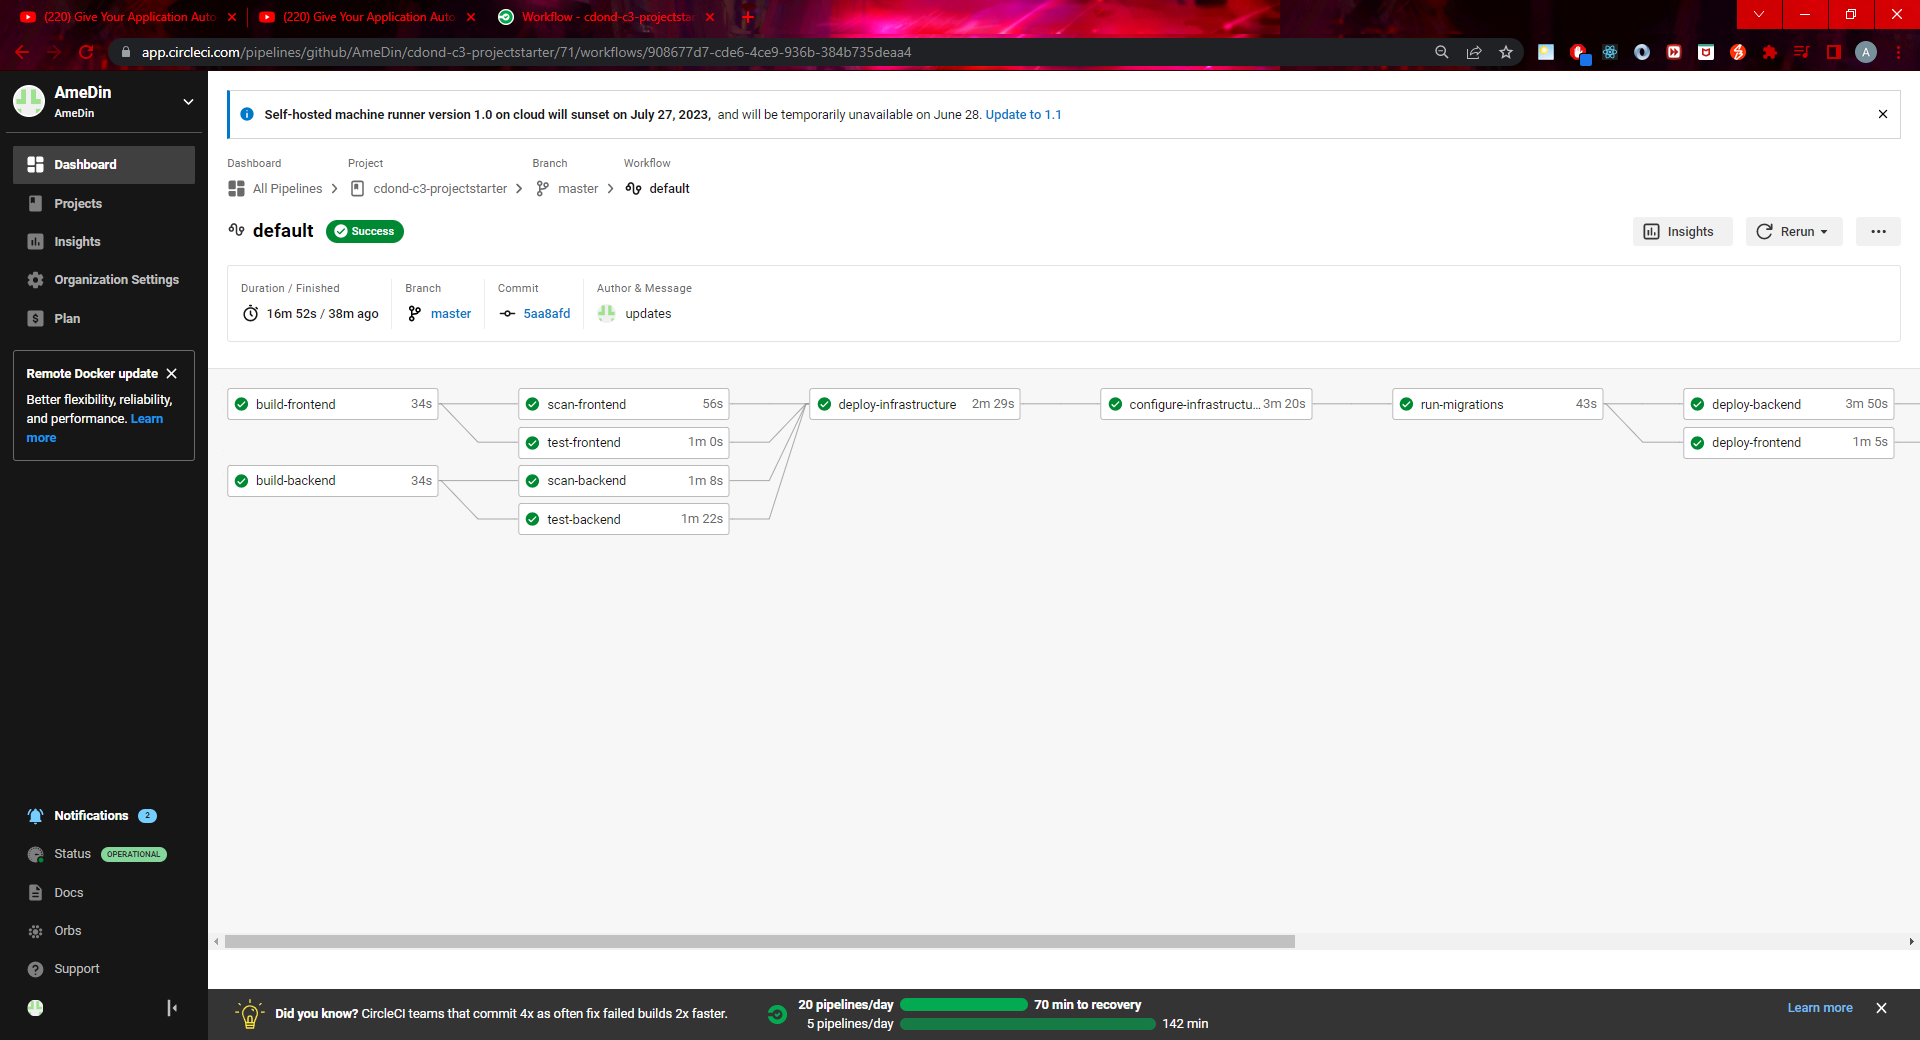 (220) Give Your Application Auto
(220) Give Your Application Auto
Workflow - cdond-c3-projectstar
app.circleci.com/pipelines/github/AmeDin/cdond-c3-projectstarter/71/workflows/908677d7-cde6-4ce9-936b-384b735deaa4
A
AmeDin
AmeDin
Dashboard
Projects
Insights
Organization Settings
Plan
Remote Docker update
Better flexibility, reliability,
and performance. Learn
more
Notifications 2
Status OPERATIONAL
Docs
Orbs
Support
Self-hosted machine runner version 1.0 on cloud will sunset on July 27, 2023, and will be temporarily unavailable on June 28. Update to 1.1
Dashboard Project Branch Workflow
All Pipelines cdond-c3-projectstarter master default
default Success
Insights Rerun
Duration / Finished Branch Commit Author & Message
16m 52s / 38m ago master 5aa8afd updates
build-frontend 34s scan-frontend 56s deploy-infrastructure 2m 29s configure-infrastructu... 3m 20s run-migrations 43s deploy-backend 3m 50s
test-frontend 1m 0s deploy-frontend 1m 5s
build-backend 34s scan-backend 1m 8s
test-backend 1m 22s
Did you know? CircleCI teams that commit 4x as often fix failed builds 2x faster.
20 pipelines/day 70 min to recovery
5 pipelines/day 142 min
Learn more